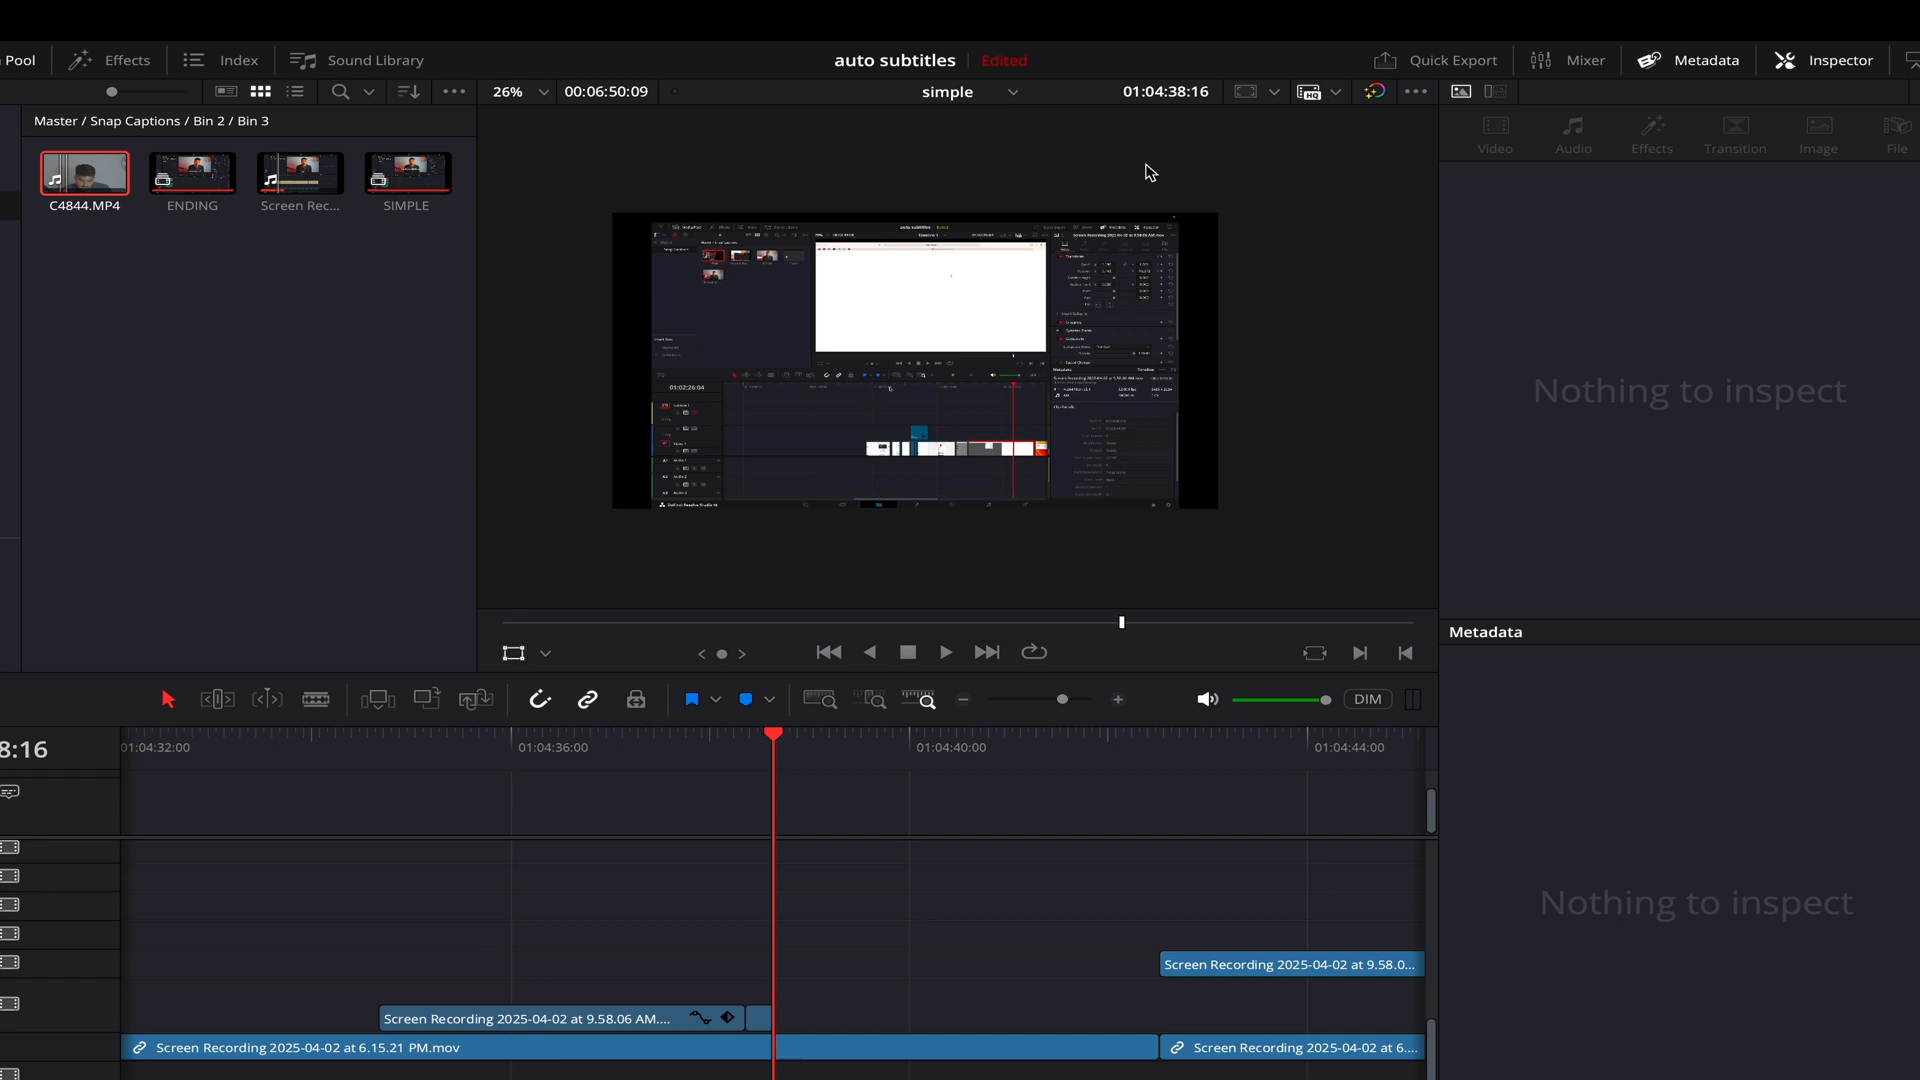 Pool
Effects
Index
Sound Library
auto subtitles
Edited
Quick Export
Mixer
Metadata
Inspector
26%
00:06:50:09
simple
01:04:38:16
Master / Snap Captions / Bin 2 / Bin 3
C4844.MP4
ENDING
Screen Rec...
SIMPLE
Video
Audio
Effects
Transition
Image
File
01:02:26:04
Nothing to inspect
Metadata
DIM
8:16
01:04:32:00
01:04:36:00
01:04:40:00
01:04:44:00
Nothing to inspect
Screen Recording 2025-04-02 at 9.58.0...
Screen Recording 2025-04-02 at 9.58.06 AM....
Screen Recording 2025-04-02 at 6.15.21 PM.mov
Screen Recording 2025-04-02 at 6....